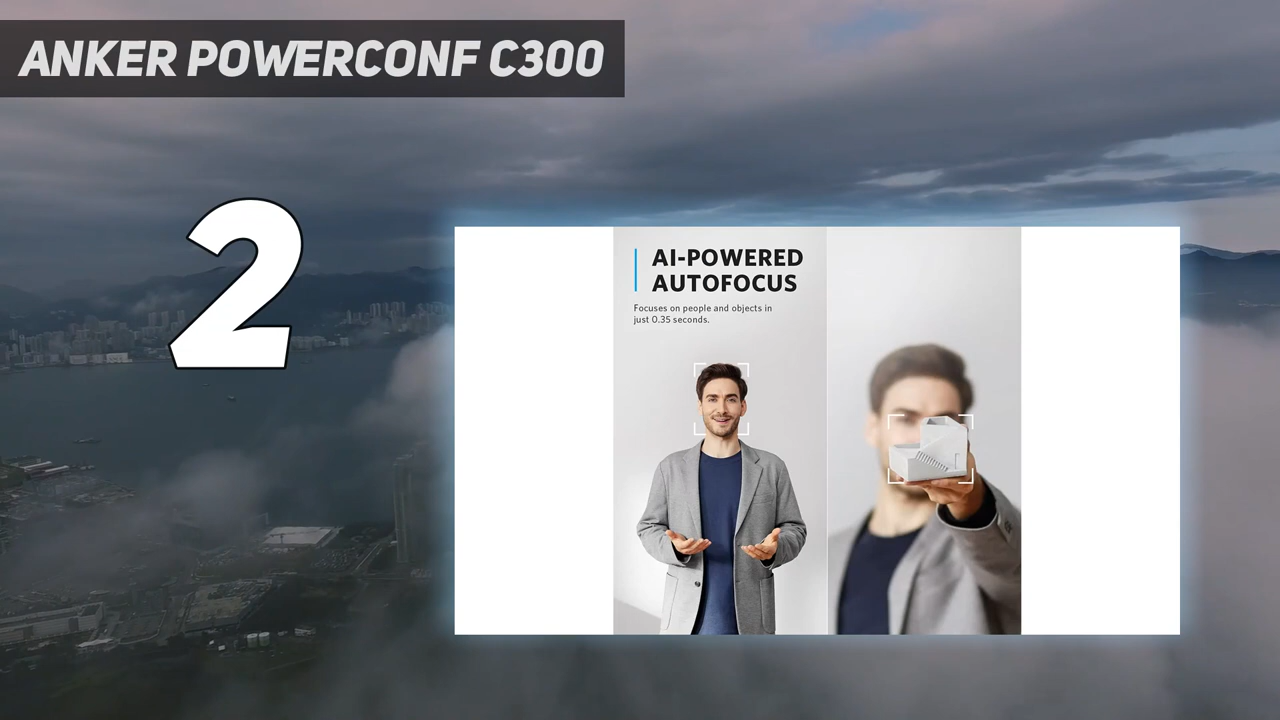 ANKER POWERCONF C300
2
AI-POWERED
AUTOFOCUS
Focuses on people and objects in
just 0.35 seconds.